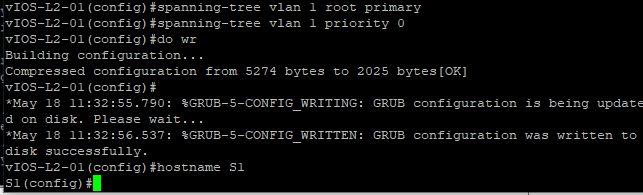 vIOS-L2-01(config)#spanning-tree vlan 1 root primary
vIOS-L2-01(config)#spanning-tree vlan 1 priority 0
vIOS-L2-01(config)#do wr
Building configuration...
Compressed configuration from 5274 bytes to 2025 bytes[OK]
vIOS-L2-01(config)#
*May 18 11:32:55.790: %GRUB-5-CONFIG_WRITING: GRUB configuration is being update
d on disk. Please wait...
*May 18 11:32:56.537: %GRUB-5-CONFIG_WRITTEN: GRUB configuration was written to
disk successfully.
vIOS-L2-01(config)#hostname S1
S1(config)#